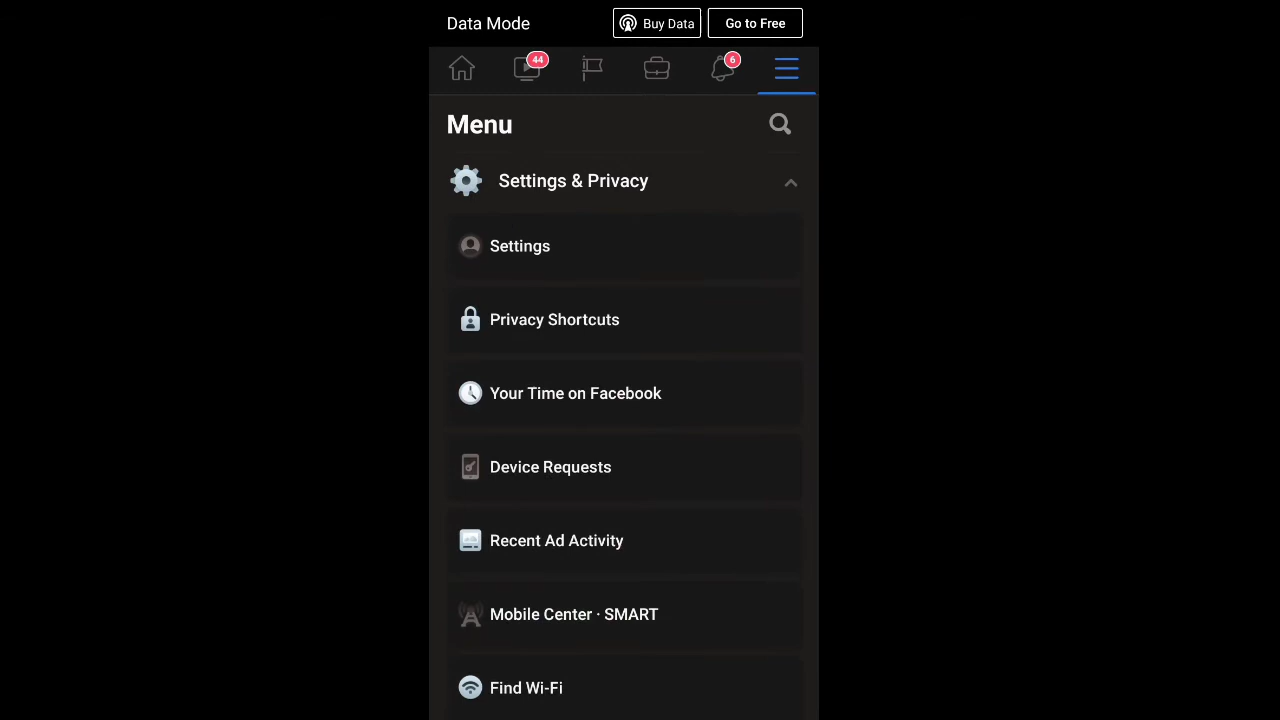 Data Mode
Buy Data
Go to Free
44
6
Menu
Settings & Privacy
Settings
Privacy Shortcuts
Your Time on Facebook
Device Requests
Recent Ad Activity
Mobile Center · SMART
Find Wi-Fi